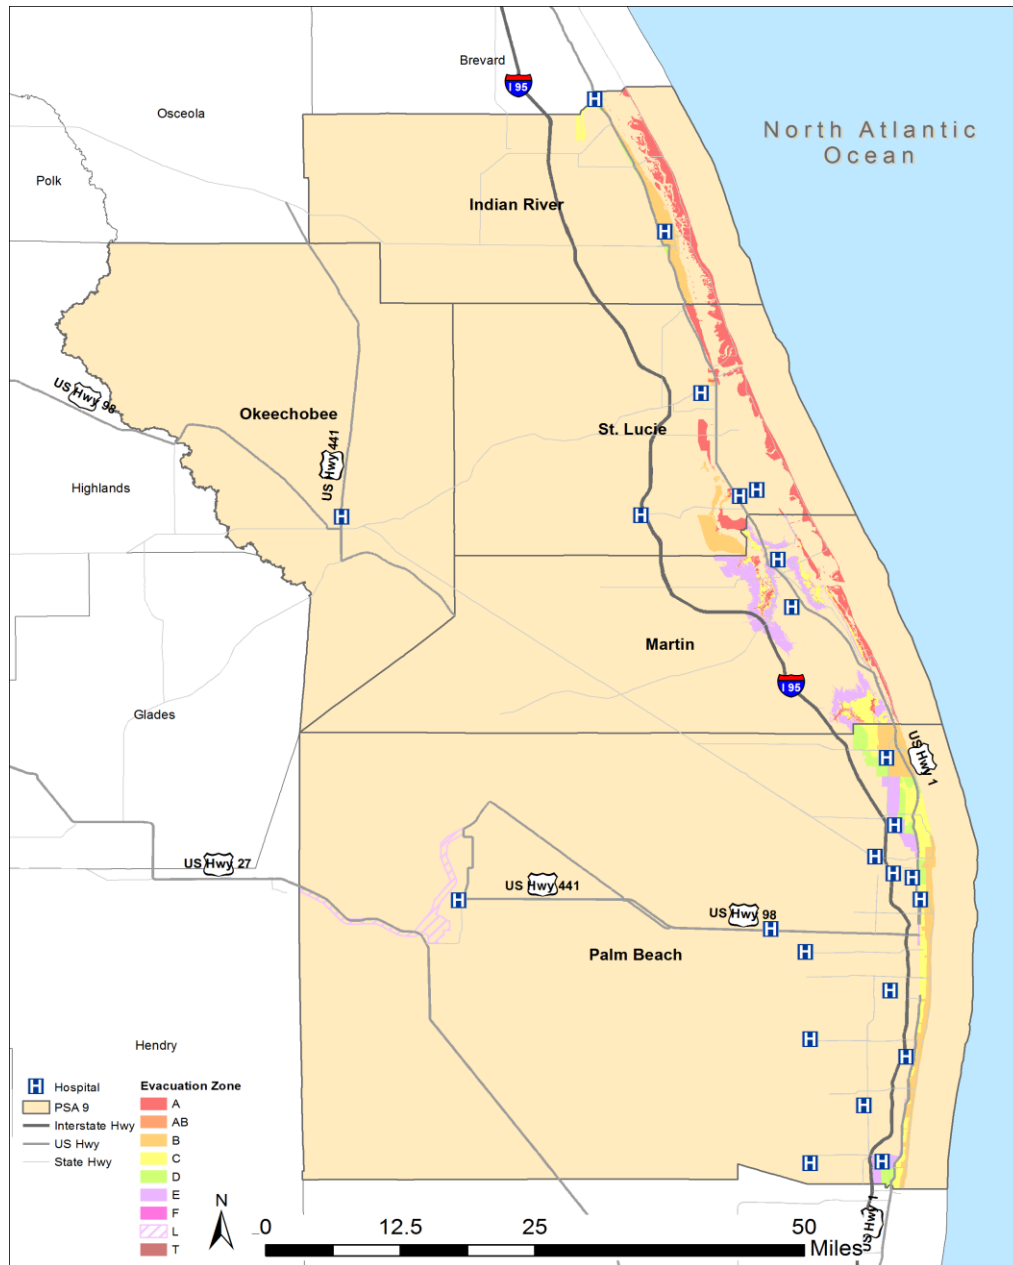 Brevard
I 95
H
Osceola
North Atlantic
Ocean
Polk
Indian River
H
US Hwy 98
H
Okeechobee
St. Lucie
US Hwy 441
Highlands
H
H
H
H
H
H
Martin
I 95
Glades
H
US Hwy 1
H
US Hwy 27
H
US Hwy 441
H
H
H
H
US Hwy 98
H
H
Palm Beach
H
H
Hendry
H
H
H
H
H Hospital
PSA 9
Interstate Hwy
US Hwy
State Hwy
Evacuation Zone
A
AB
B
C
D
E
F
L
T
N
US Hwy 1
0 12.5 25 50
Miles